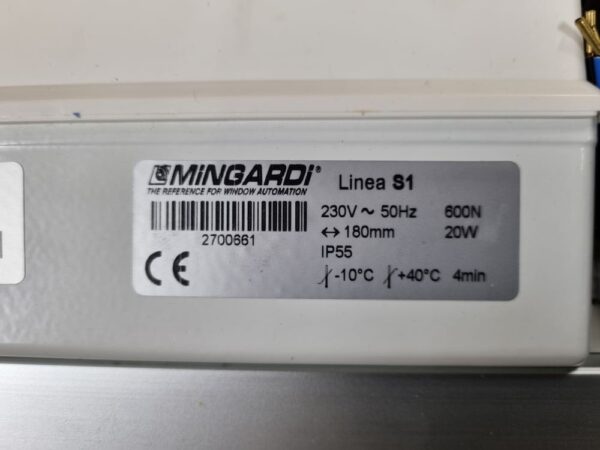 MiNGARDi®
THE REFERENCE FOR WINDOW AUTOMATION
2700661
CE
Linea S1
230V ~ 50Hz 600N
↔ 180mm 20W
IP55
-10°C +40°C 4min